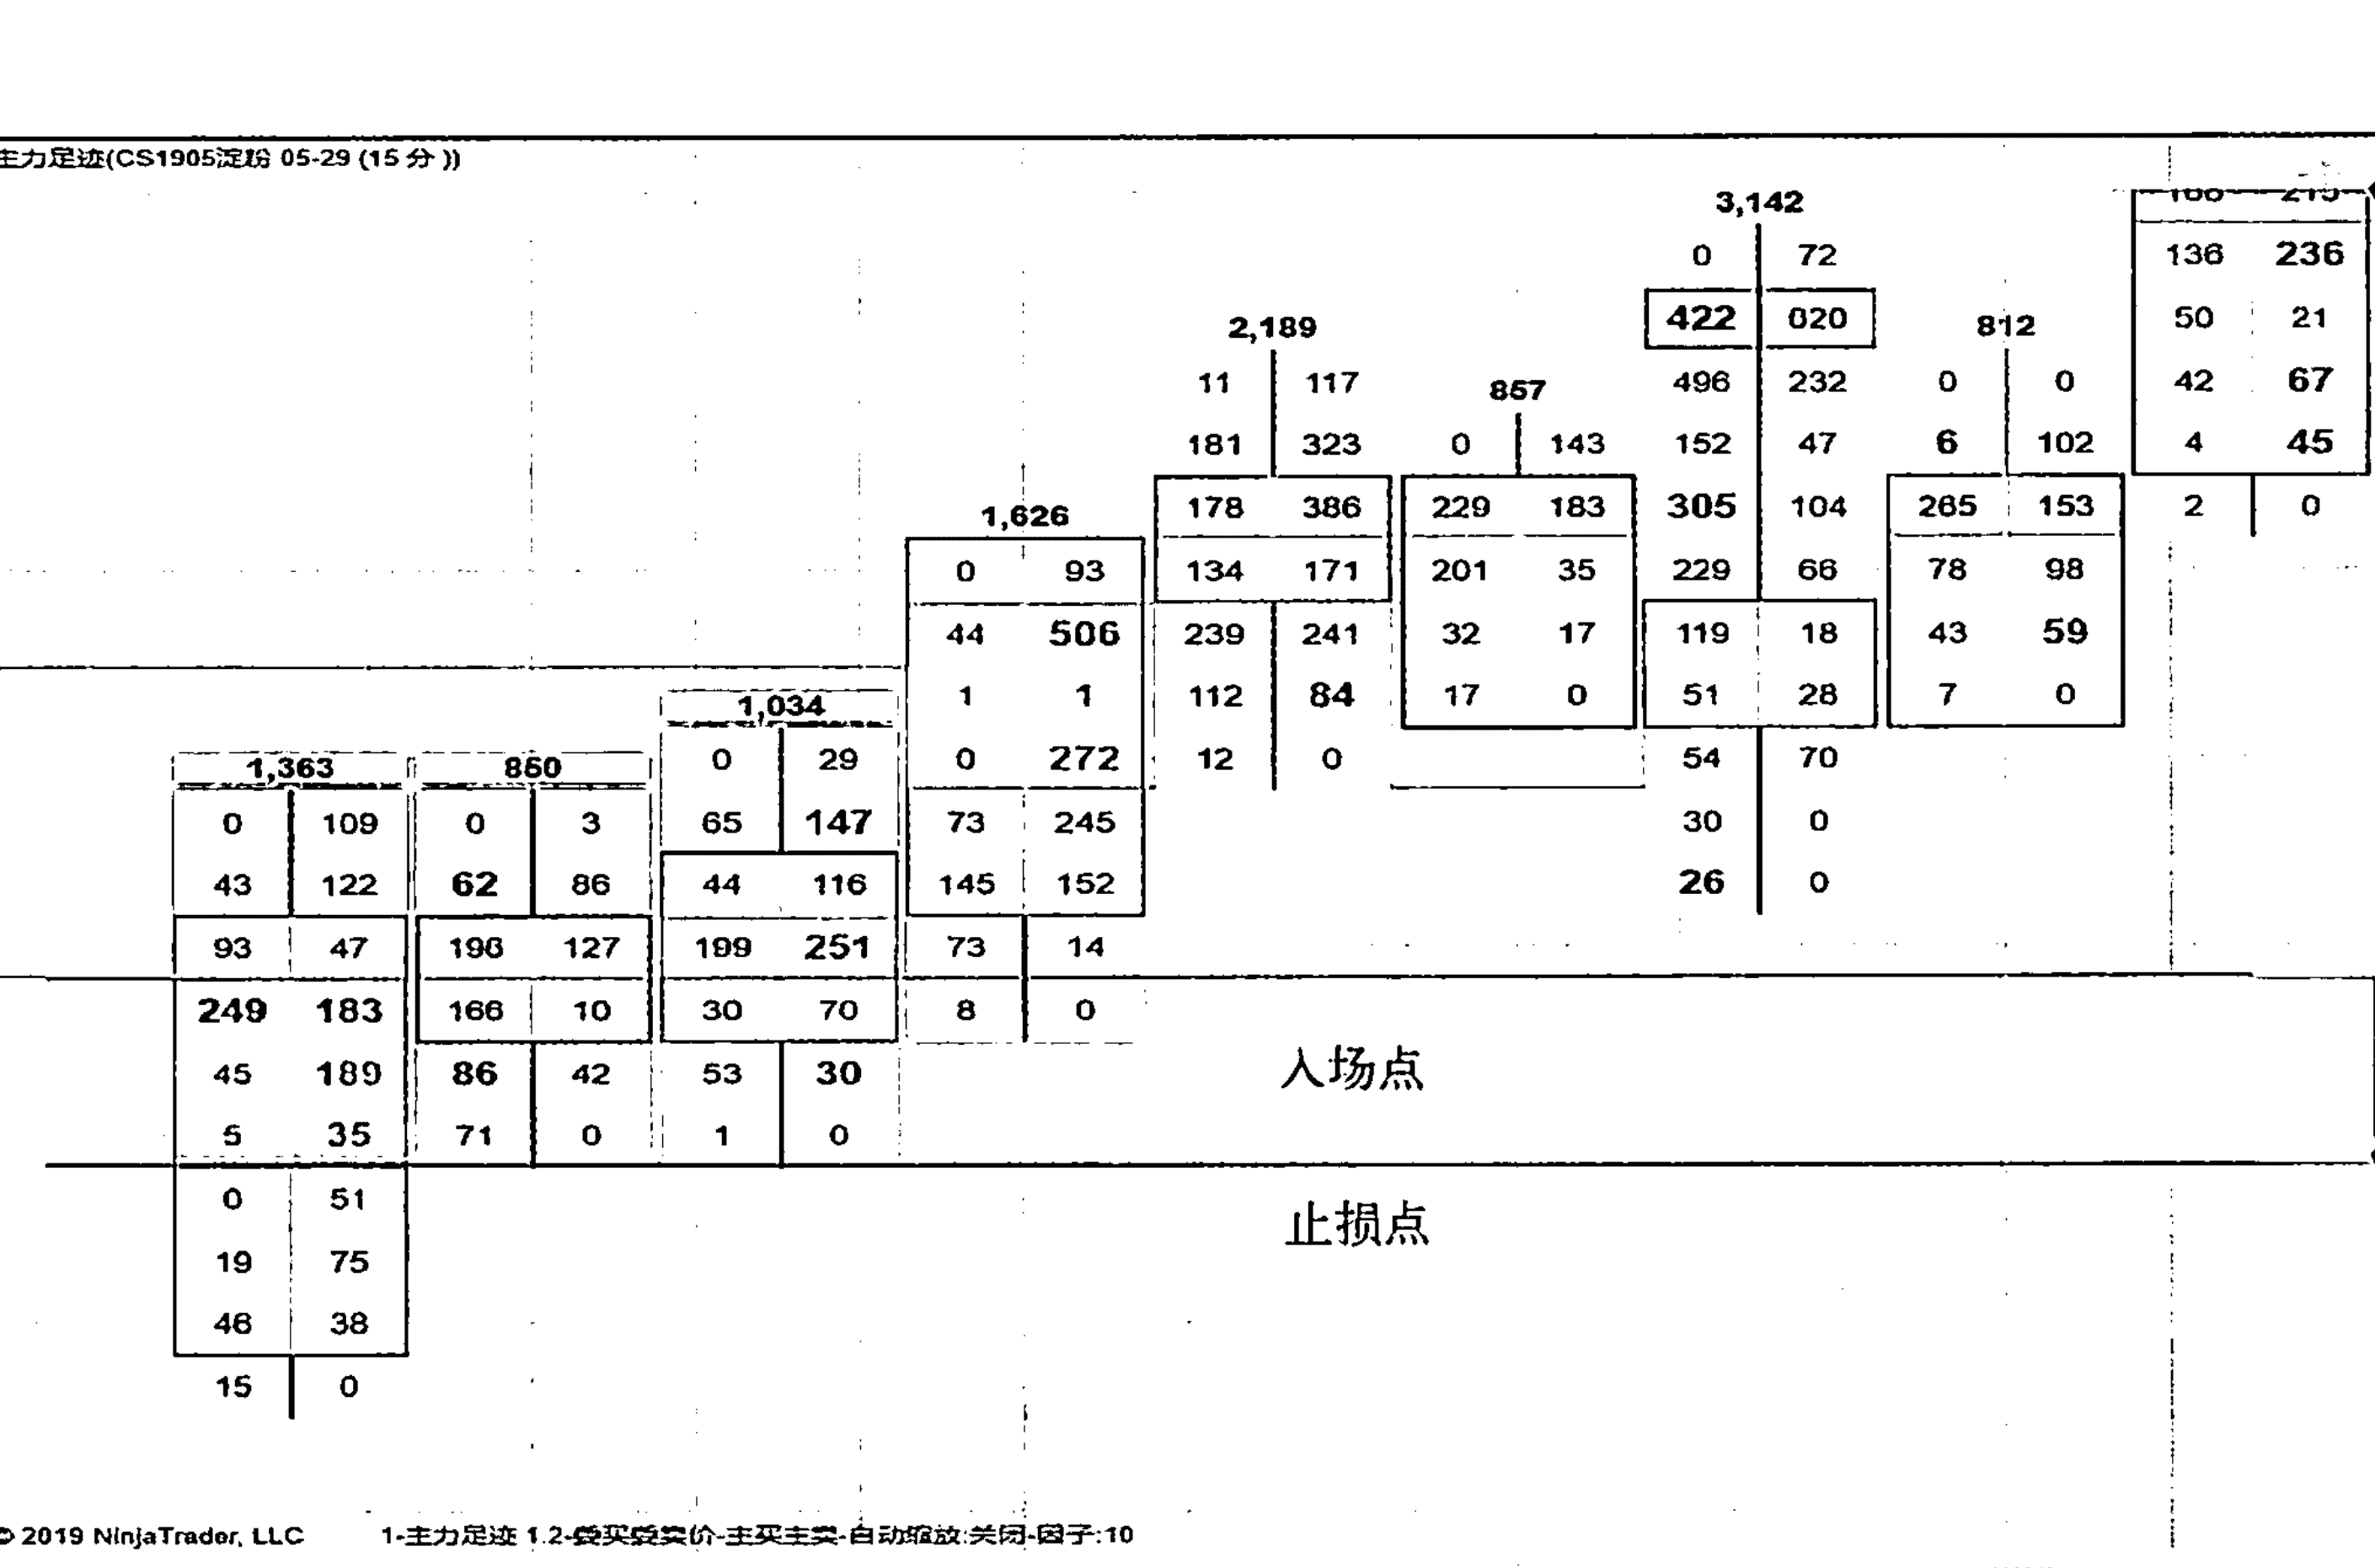 主力足迹(CS1905淀粉 05-29 (15 分 ))
3,142
0 72 136 236
2,189 422 020 812 50 21
11 117 857 496 232 0 0 42 67
181 323 0 143 152 47 6 102 4 45
1,626 178 386 229 183 305 104 265 153 2 0
0 93 134 171 201 35 229 66 78 98
44 506 239 241 32 17 119 18 43 59
1,034 1 1 112 84 17 0 51 28 7 0
1,363 850 0 29 0 272 12 0 54 70
0 109 0 3 65 147 73 245 30 0
43 122 62 86 44 116 145 152 26 0
93 47 190 127 199 251 73 14
249 183 166 10 30 70 8 0
45 189 86 42 53 30 入场点
5 35 71 0 1 0
0 51 止损点
19 75
46 38
15 0
© 2019 NinjaTrader, LLC 1-主力足迹 1.2-委买委卖价-主买主卖-自动缩放:关闭-因子:10